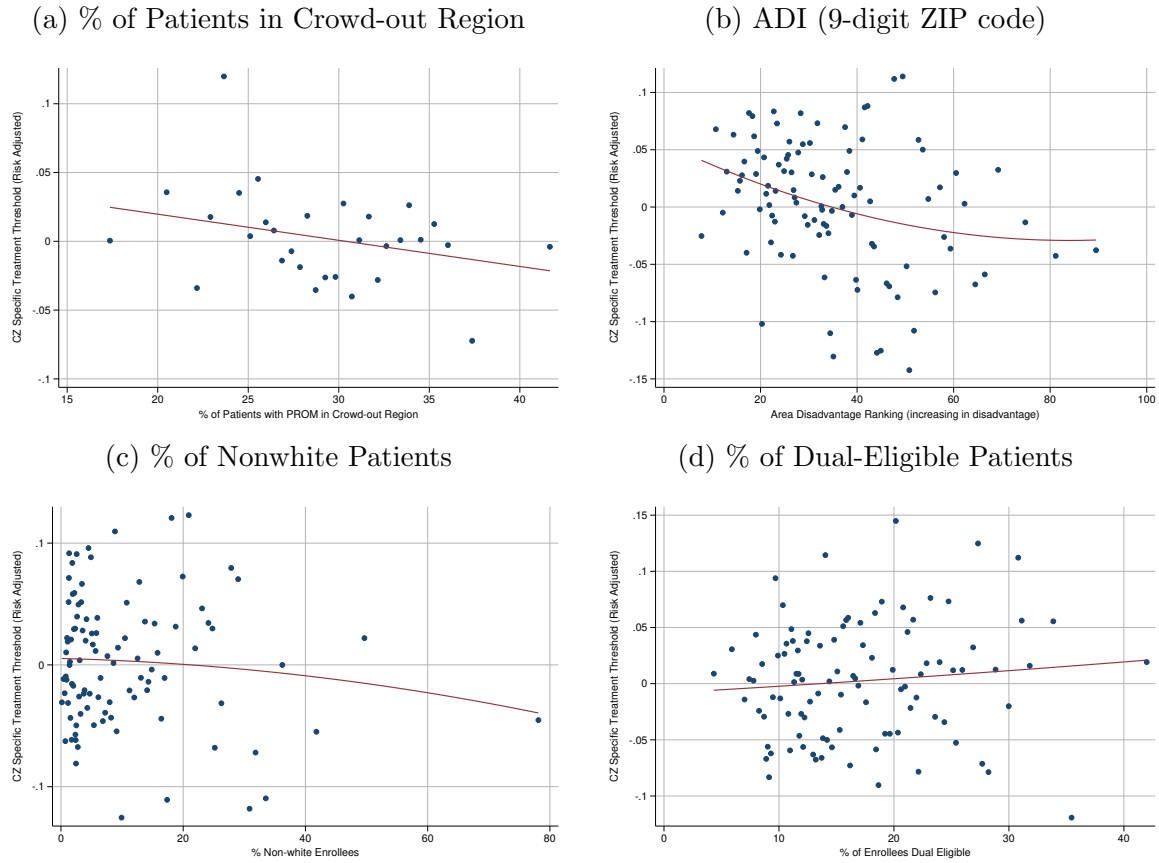 (a) % of Patients in Crowd-out Region
CZ Specific Treatment Threshold (Risk Adjusted)
.1
.05
0
-.05
-.1
15 20 25 30 35 40
% of Patients with PROM in Crowd-out Region
(b) ADI (9-digit ZIP code)
CZ Specific Treatment Threshold (Risk Adjusted)
.1
.05
0
-.05
-.1
-.15
0 20 40 60 80 100
Area Disadvantage Ranking (increasing in disadvantage)
(c) % of Nonwhite Patients
CZ Specific Treatment Threshold (Risk Adjusted)
.1
0
-.1
0 20 40 60 80
% Non-white Enrollees
(d) % of Dual-Eligible Patients
CZ Specific Treatment Threshold (Risk Adjusted)
.15
.1
.05
0
-.05
-.1
10 20 30 40
% of Enrollees Dual Eligible